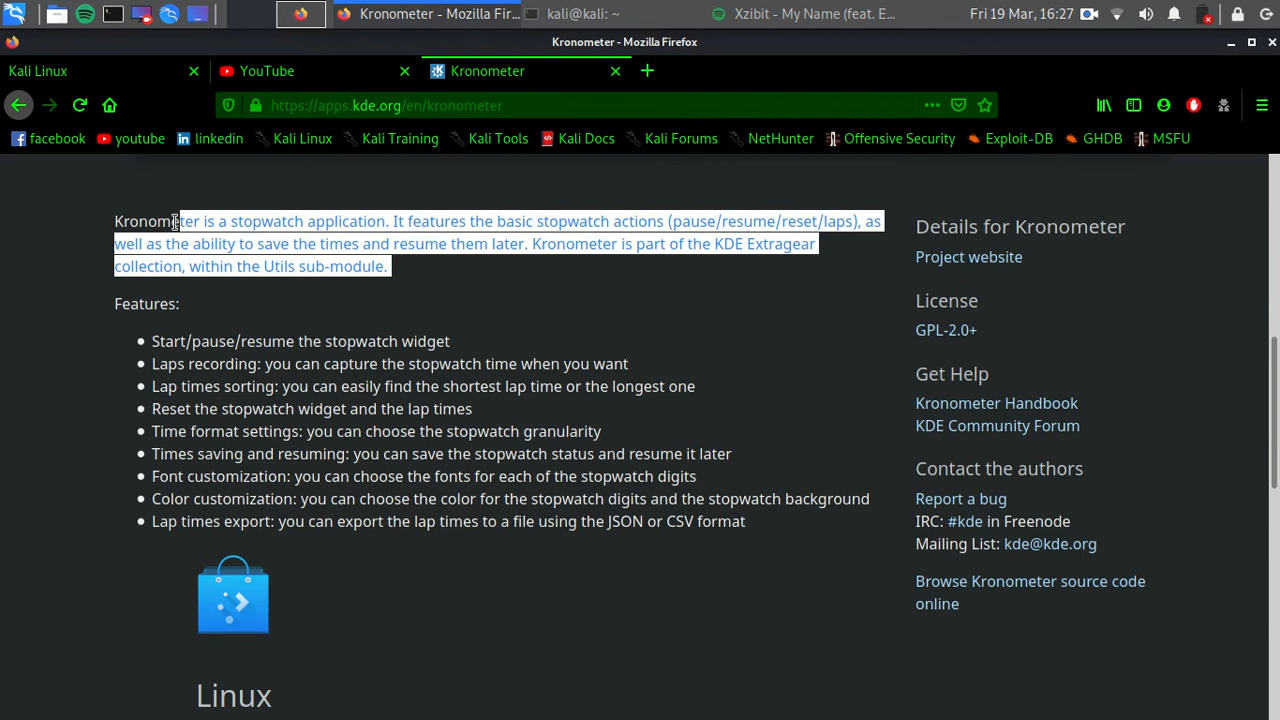 Kronometer - Mozilla Fir...
kali@kali: ~
Xzibit - My Name (feat. E...
Fri 19 Mar, 16:27
Kronometer - Mozilla Firefox
Kali Linux
YouTube
Kronometer
https://apps.kde.org/en/kronometer
facebook
youtube
linkedin
Kali Linux
Kali Training
Kali Tools
Kali Docs
Kali Forums
NetHunter
Offensive Security
Exploit-DB
GHDB
MSFU
Kronometer is a stopwatch application. It features the basic stopwatch actions (pause/resume/reset/laps), as
well as the ability to save the times and resume them later. Kronometer is part of the KDE Extragear
collection, within the Utils sub-module.
Features:
Start/pause/resume the stopwatch widget
Laps recording: you can capture the stopwatch time when you want
Lap times sorting: you can easily find the shortest lap time or the longest one
Reset the stopwatch widget and the lap times
Time format settings: you can choose the stopwatch granularity
Times saving and resuming: you can save the stopwatch status and resume it later
Font customization: you can choose the fonts for each of the stopwatch digits
Color customization: you can choose the color for the stopwatch digits and the stopwatch background
Lap times export: you can export the lap times to a file using the JSON or CSV format
Linux
Details for Kronometer
Project website
License
GPL-2.0+
Get Help
Kronometer Handbook
KDE Community Forum
Contact the authors
Report a bug
IRC: #kde in Freenode
Mailing List: kde@kde.org
Browse Kronometer source code
online